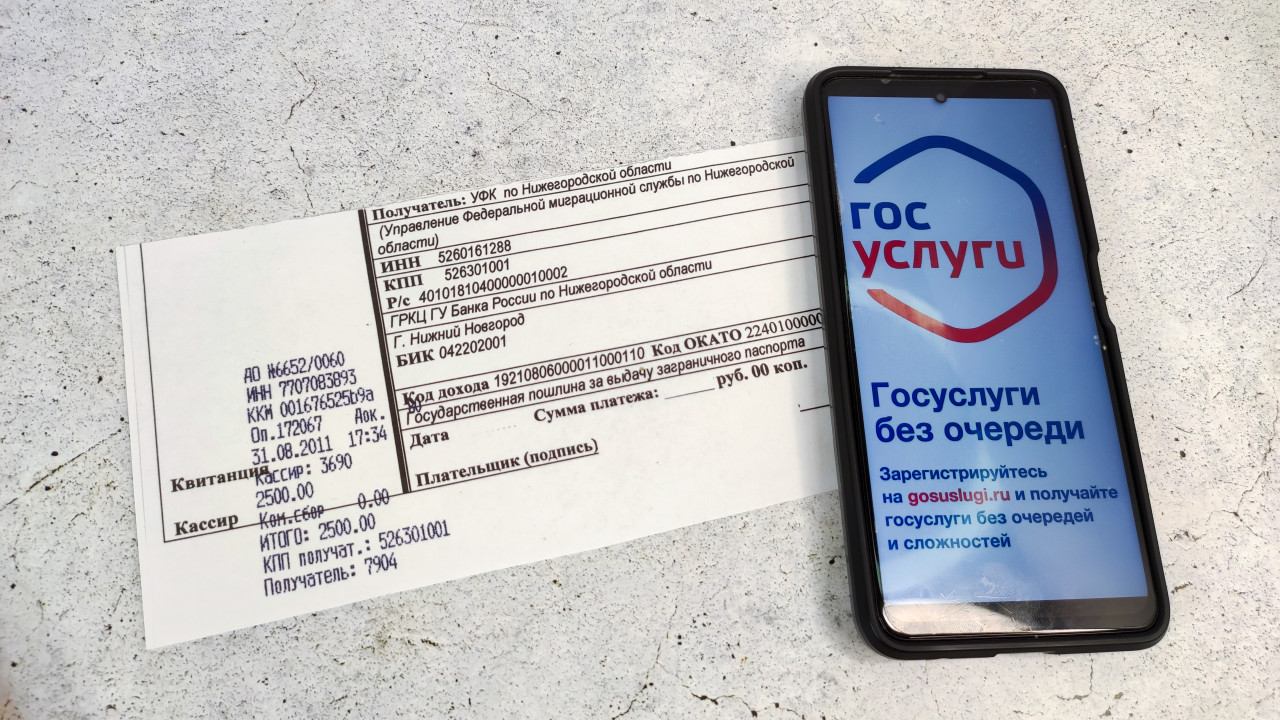 Получатель: УФК по Нижегородской области
(Управление Федеральной миграционной службы по Нижегородской
области)
ИНН 5260161288
КПП 526301001
Р/с 40101810400000010002
ГРКЦ ГУ Банка России по Нижегородской области
Г. Нижний Новгород
БИК 042202001
Код дохода 19210806000011000110 Код ОКАТО 2240100000
Государственная пошлина за выдачу заграничного паспорта
Сумма платежа: ______ руб. 00 коп.
Дата
Плательщик (подпись)
Квитанция
Кассир
АО №6652/0060
ИНН 7707083893
ККМ 001676525b9a
Оп.172067 Док.
31.08.2011 17:34
Кассир: 3690
2500.00
Ком.сбор 0.00
ИТОГО: 2500.00
КПП получат.: 526301001
Получатель: 7904
гос
услуги
Госуслуги
без очереди
Зарегистрируйтесь
на gosuslugi.ru и получайте
госуслуги без очередей
и сложностей